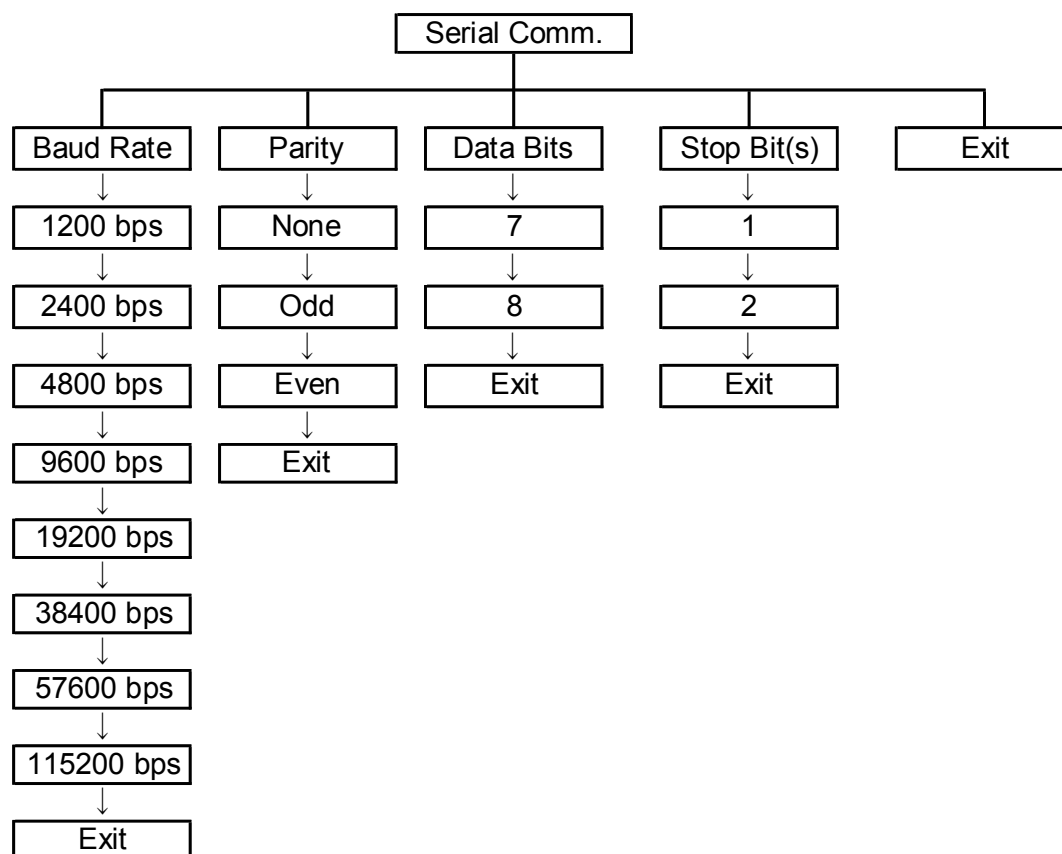 Serial Comm.
Baud Rate
Parity
Data Bits
Stop Bit(s)
Exit
1200 bps
None
7
1
2400 bps
Odd
8
2
4800 bps
Even
Exit
Exit
9600 bps
Exit
19200 bps
38400 bps
57600 bps
115200 bps
Exit